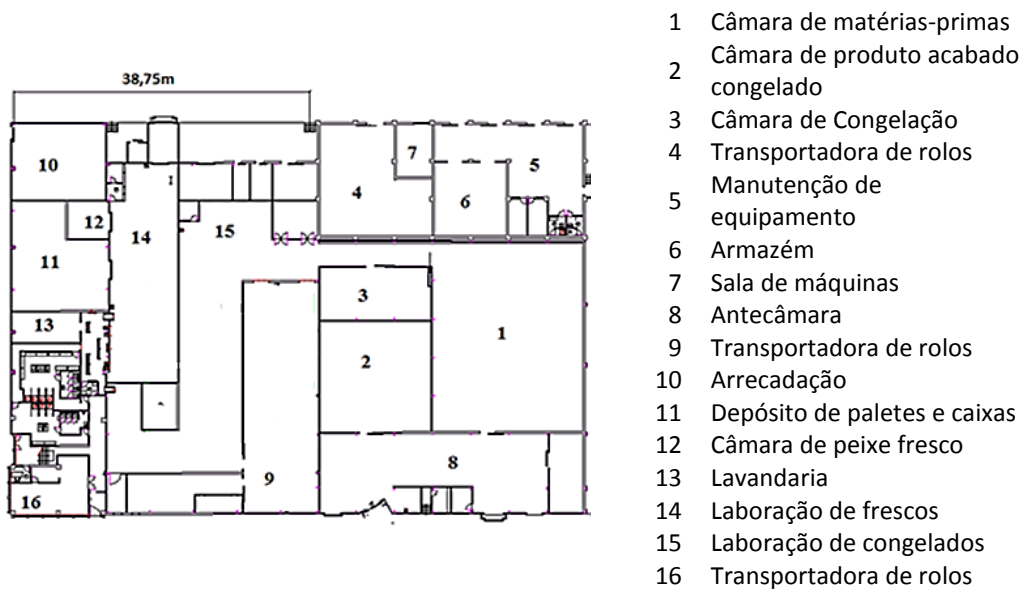 38,75m
10
7
5
12
4
6
14
15
11
3
13
1
2
8
9
16
1 Câmara de matérias-primas
2 Câmara de produto acabado
congelado
3 Câmara de Congelação
4 Transportadora de rolos
5 Manutenção de
equipamento
6 Armazém
7 Sala de máquinas
8 Antecâmara
9 Transportadora de rolos
10 Arrecadação
11 Depósito de paletes e caixas
12 Câmara de peixe fresco
13 Lavandaria
14 Laboração de frescos
15 Laboração de congelados
16 Transportadora de rolos